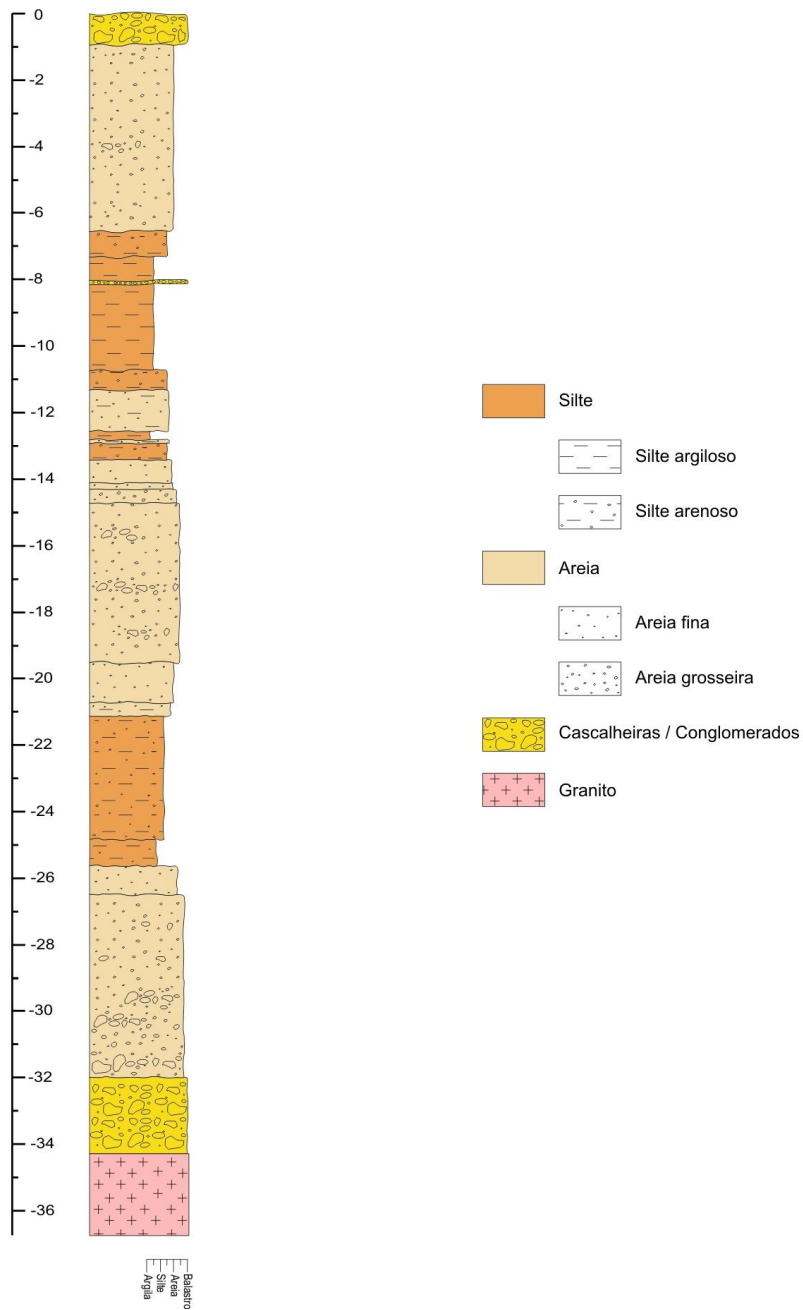 0
-2
-4
-6
-8
-10
-12
-14
-16
-18
-20
-22
-24
-26
-28
-30
-32
-34
-36
Argila
Silte
Areia
Balastro
Silte
Silte argiloso
Silte arenoso
Areia
Areia fina
Areia grosseira
Cascalheiras / Conglomerados
Granito